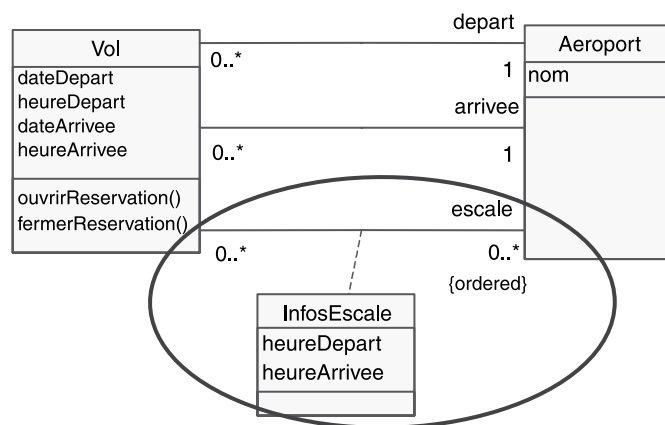 Vol
dateDepart
heureDepart
dateArrivee
heureArrivee
ouvrirReservation()
fermerReservation()
depart
0..*
1
arrivee
0..*
1
escale
0..*
0..*
{ordered}
Aeroport
nom
InfosEscale
heureDepart
heureArrivee